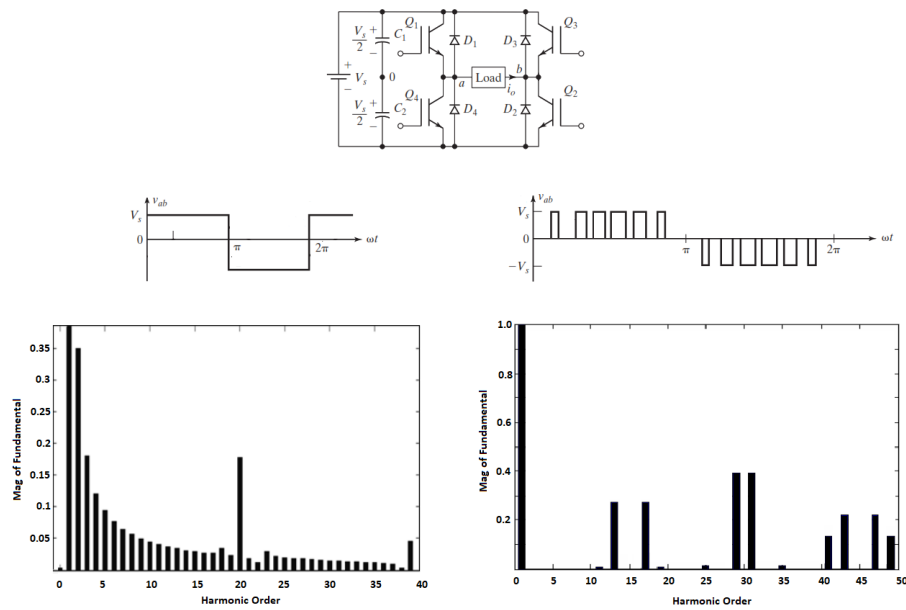 Q1 Q3
Vs/2 + − C1 D1 D3
+ − Vs 0 a Load b io
Q4 Q2
Vs/2 + − C2 D4 D2
vab
Vs
0 π 2π ωt
vab
Vs
0 π 2π ωt
−Vs
Mag of Fundamental
0.35
0.3
0.25
0.2
0.15
0.1
0.05
0 10 15 20 25 30 35 40
Harmonic Order
Mag of Fundamental
1.0
0.8
0.6
0.4
0.2
0 5 10 15 20 25 30 35 45 50
Harmonic Order